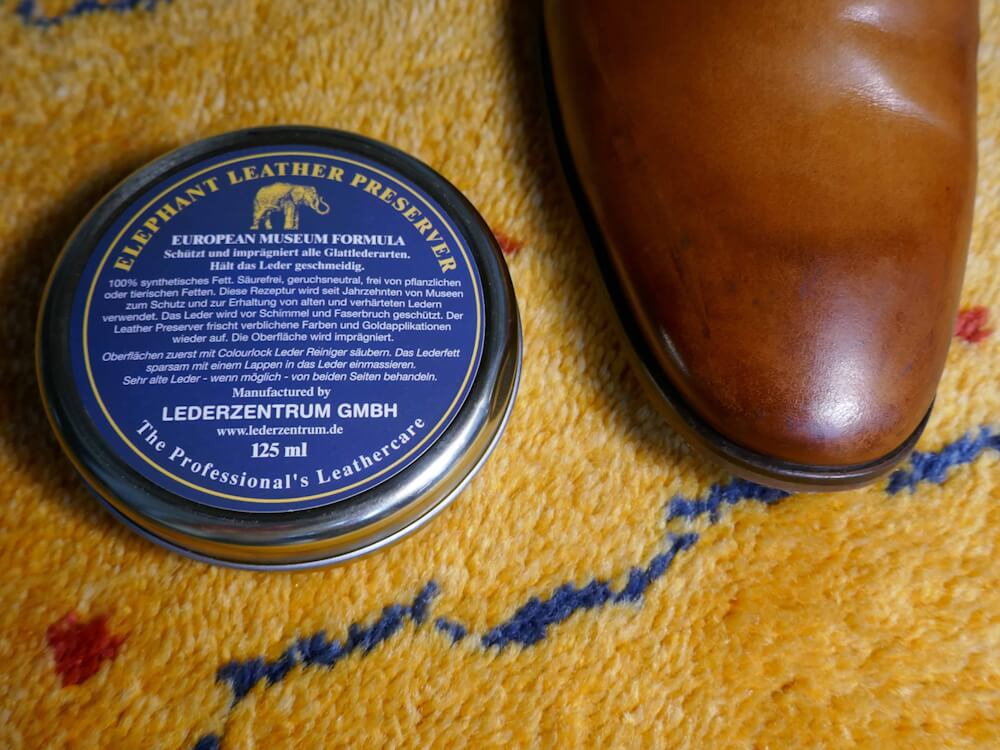 ELEPHANT LEATHER PRESERVER
EUROPEAN MUSEUM FORMULA
Schützt und imprägniert alle Glattlederarten.
Hält das Leder geschmeidig.
100% synthetisches Fett. Säurefrei, geruchsneutral, frei von pflanzlichen
oder tierischen Fetten. Diese Rezeptur wird seit Jahrzehnten von Museen
zum Schutz und zur Erhaltung von alten und verhärteten Ledern
verwendet. Das Leder wird vor Schimmel und Faserbruch geschützt. Der
Leather Preserver frischt verblichene Farben und Goldapplikationen
wieder auf. Die Oberfläche wird imprägniert.
Oberflächen zuerst mit Colourlock Leder Reiniger säubern. Das Lederfett
sparsam mit einem Lappen in das Leder einmassieren.
Sehr alte Leder - wenn möglich - von beiden Seiten behandeln.
Manufactured by
LEDERZENTRUM GMBH
www.lederzentrum.de
125 ml
The Professional's Leathercare